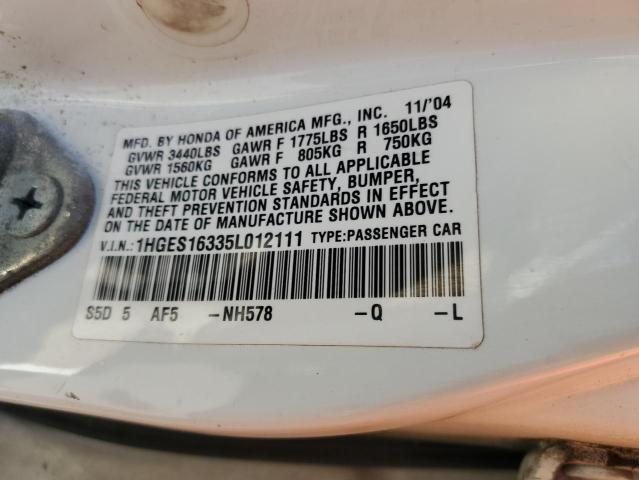 MFD. BY HONDA OF AMERICA MFG., INC. 11/'04
GVWR 3440LBS GAWR F 1775LBS R 1650LBS
GVWR 1560KG GAWR F 805KG R 750KG
THIS VEHICLE CONFORMS TO ALL APPLICABLE
FEDERAL MOTOR VEHICLE SAFETY, BUMPER,
AND THEFT PREVENTION STANDARDS IN EFFECT
ON THE DATE OF MANUFACTURE SHOWN ABOVE.
V.I.N.: 1HGES16335L012111 TYPE:PASSENGER CAR
S5D 5 AF5 -NH578 -Q -L